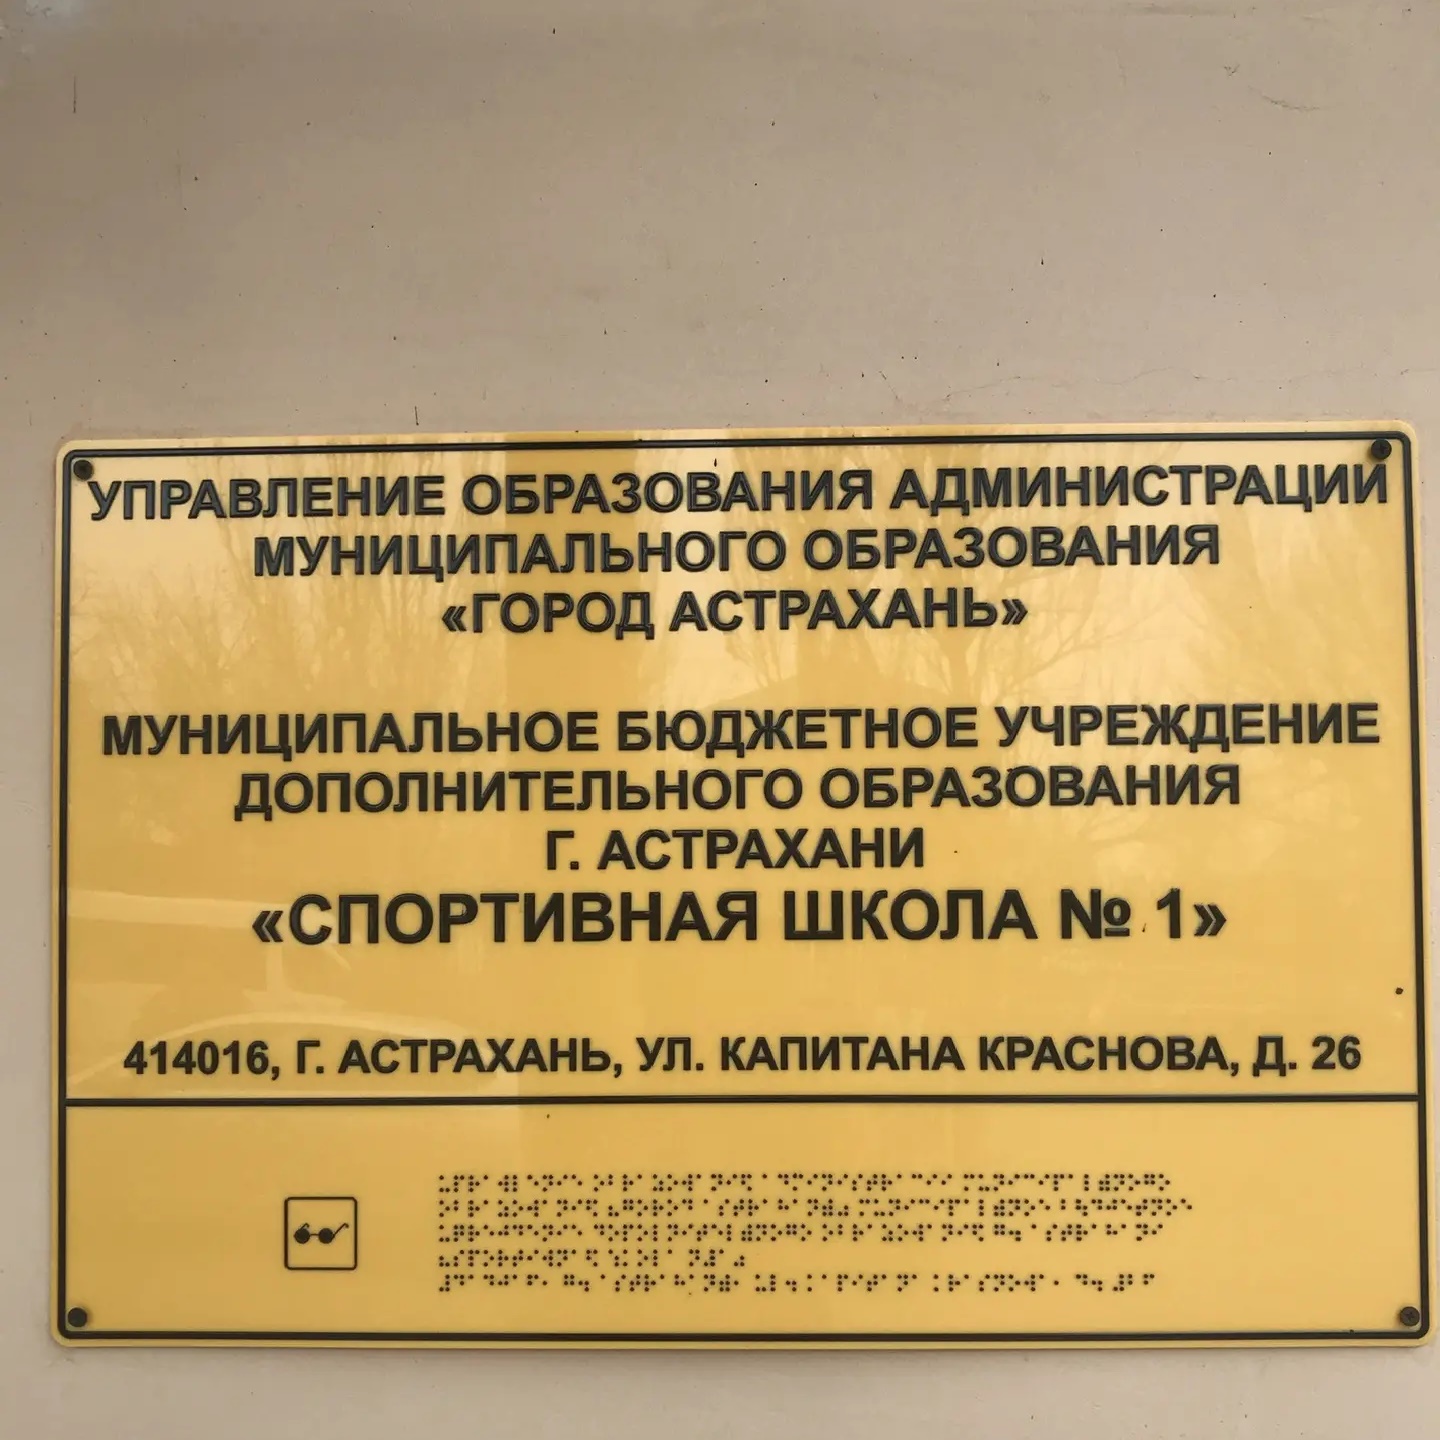 УПРАВЛЕНИЕ ОБРАЗОВАНИЯ АДМИНИСТРАЦИИ
МУНИЦИПАЛЬНОГО ОБРАЗОВАНИЯ
«ГОРОД АСТРАХАНЬ»
МУНИЦИПАЛЬНОЕ БЮДЖЕТНОЕ УЧРЕЖДЕНИЕ
ДОПОЛНИТЕЛЬНОГО ОБРАЗОВАНИЯ
Г. АСТРАХАНИ
«СПОРТИВНАЯ ШКОЛА № 1»
414016, Г. АСТРАХАНЬ, УЛ. КАПИТАНА КРАСНОВА, Д. 26